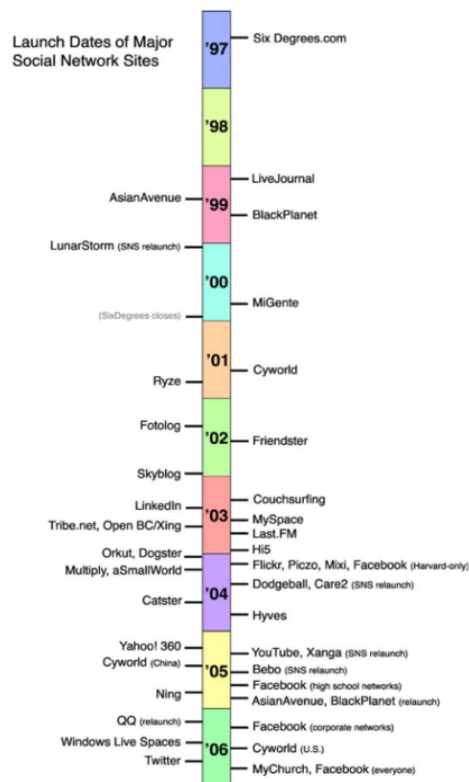 Launch Dates of Major
Social Network Sites
'97
Six Degrees.com
'98
LiveJournal
AsianAvenue
'99
BlackPlanet
LunarStorm (SNS relaunch)
'00
MiGente
(SixDegrees closes)
'01
Cyworld
Ryze
Fotolog
'02
Friendster
Skyblog
Couchsurfing
LinkedIn
'03
MySpace
Tribe.net, Open BC/Xing
Last.FM
Hi5
Orkut, Dogster
Flickr, Piczo, Mixi, Facebook (Harvard-only)
Multiply, aSmallWorld
Dodgeball, Care2 (SNS relaunch)
'04
Catster
Hyves
Yahoo! 360
YouTube, Xanga (SNS relaunch)
Cyworld (China)
'05
Bebo (SNS relaunch)
Facebook (high school networks)
Ning
AsianAvenue, BlackPlanet (relaunch)
QQ (relaunch)
Facebook (corporate networks)
Windows Live Spaces
'06
Cyworld (U.S.)
Twitter
MyChurch, Facebook (everyone)